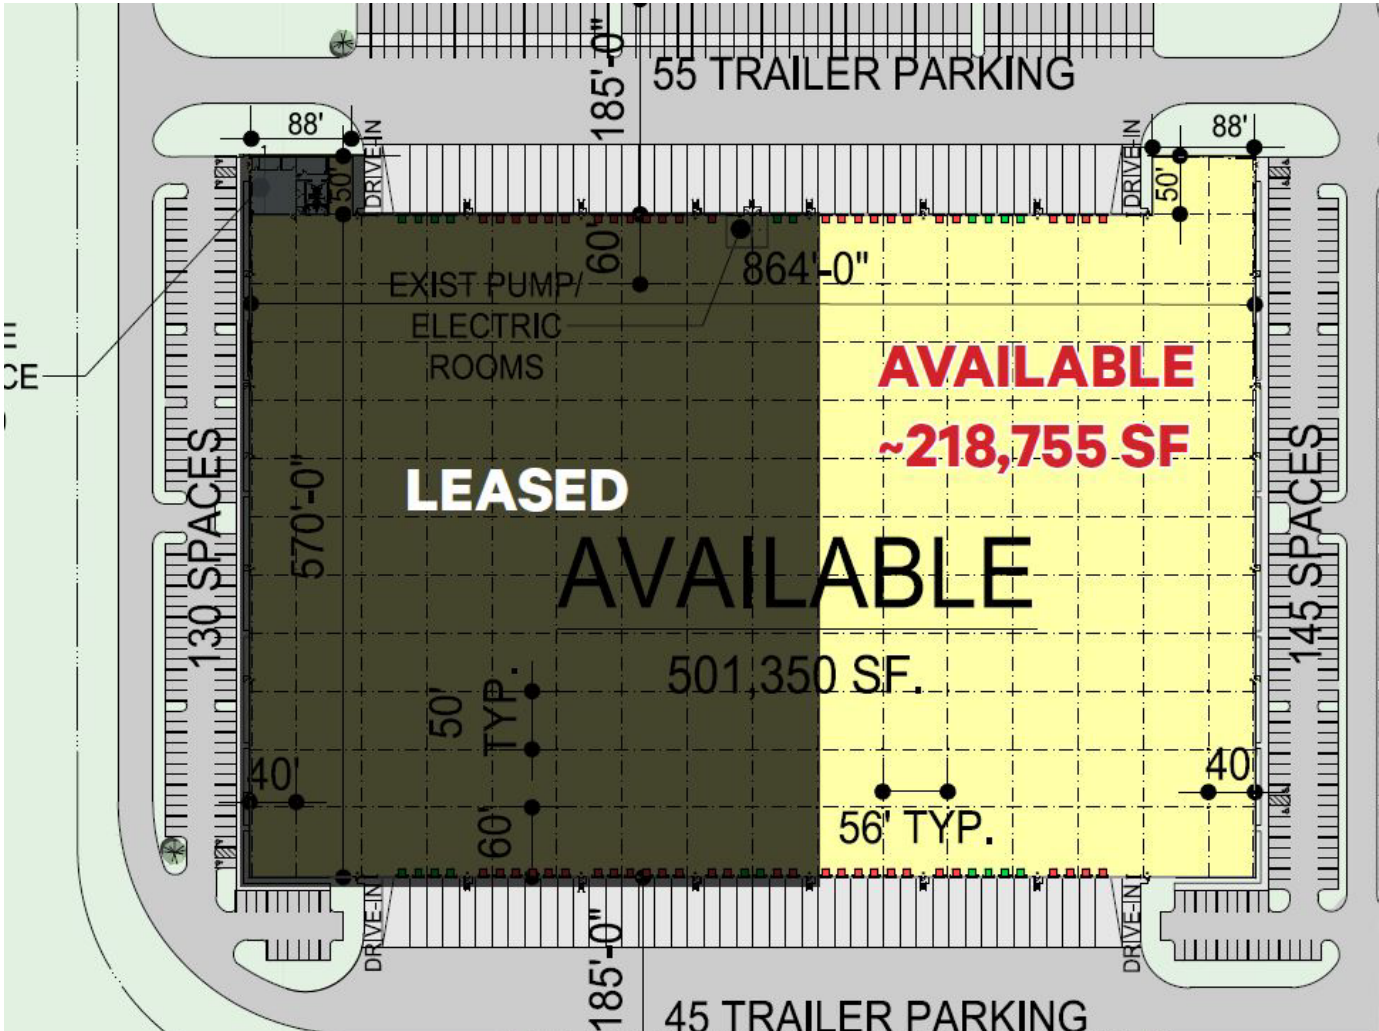 185'-0"
55 TRAILER PARKING
88'
88'
DRIVE-IN
DRIVE-IN
50'
50'
60'
864'-0"
EXIST PUMP/
ELECTRIC
ROOMS
E
CE
AVAILABLE
~218,755 SF
LEASED
570'-0"
130 SPACES
145 SPACES
AVAILABLE
501,350 SF.
50'
TYP.
40'
40'
60'
56' TYP.
DRIVE-IN
DRIVE-IN
185'-0"
45 TRAILER PARKING